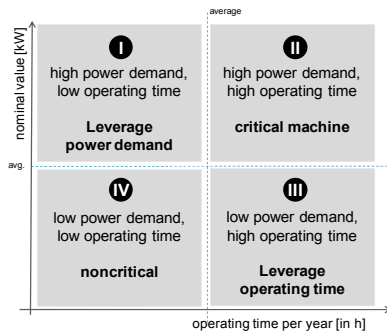 average
nominal value [kW]
I
high power demand,
low operating time
Leverage
power demand
II
high power demand,
high operating time
critical machine
avg.
IV
low power demand,
low operating time
noncritical
III
low power demand,
high operating time
Leverage
operating time
operating time per year [in h]